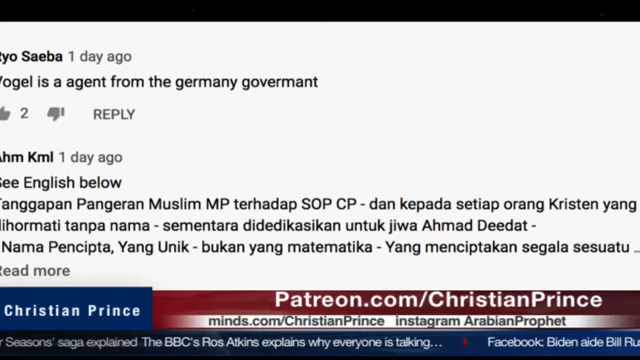 Ryo Saeba 1 day ago
Vogel is a agent from the germany govermant
2 REPLY
Ahm Kml 1 day ago
See English below
Tanggapan Pangeran Muslim MP terhadap SOP CP - dan kepada setiap orang Kristen yang
dihormati tanpa nama - sementara didedikasikan untuk jiwa Ahmad Deedat -
Nama Pencipta, Yang Unik - bukan yang matematika - Yang menciptakan segala sesuatu ...
Read more
Christian Prince
Patreon.com/ChristianPrince
minds.com/ChristianPrince instagram ArabianProphet
r Seasons' saga explained The BBC's Ros Atkins explains why everyone is talking... Facebook: Biden aide Bill Ru